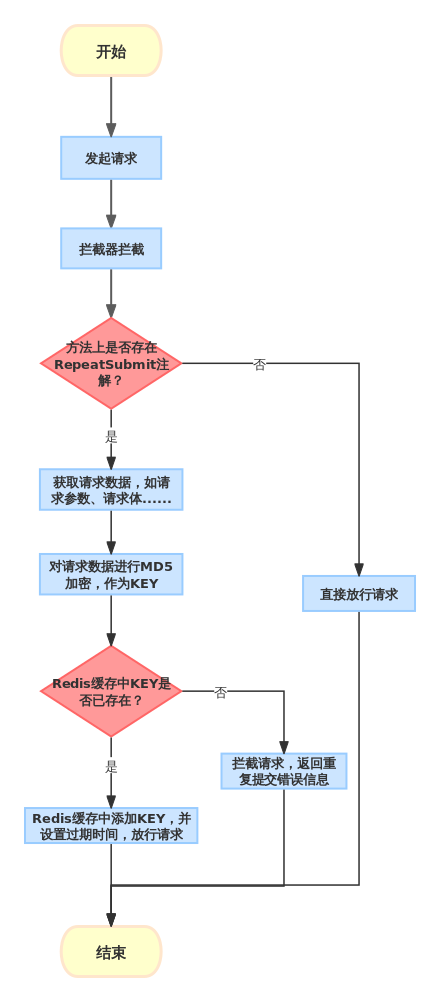 开始
发起请求
拦截器拦截
方法上是否存在
RepeatSubmit注
解？
否
是
获取请求数据，如请
求参数、请求体......
对请求数据进行MD5
加密，作为KEY
直接放行请求
Redis缓存中KEY是
否已存在？
否
是
拦截请求，返回重
复提交错误信息
Redis缓存中添加KEY，并
设置过期时间，放行请求
结束